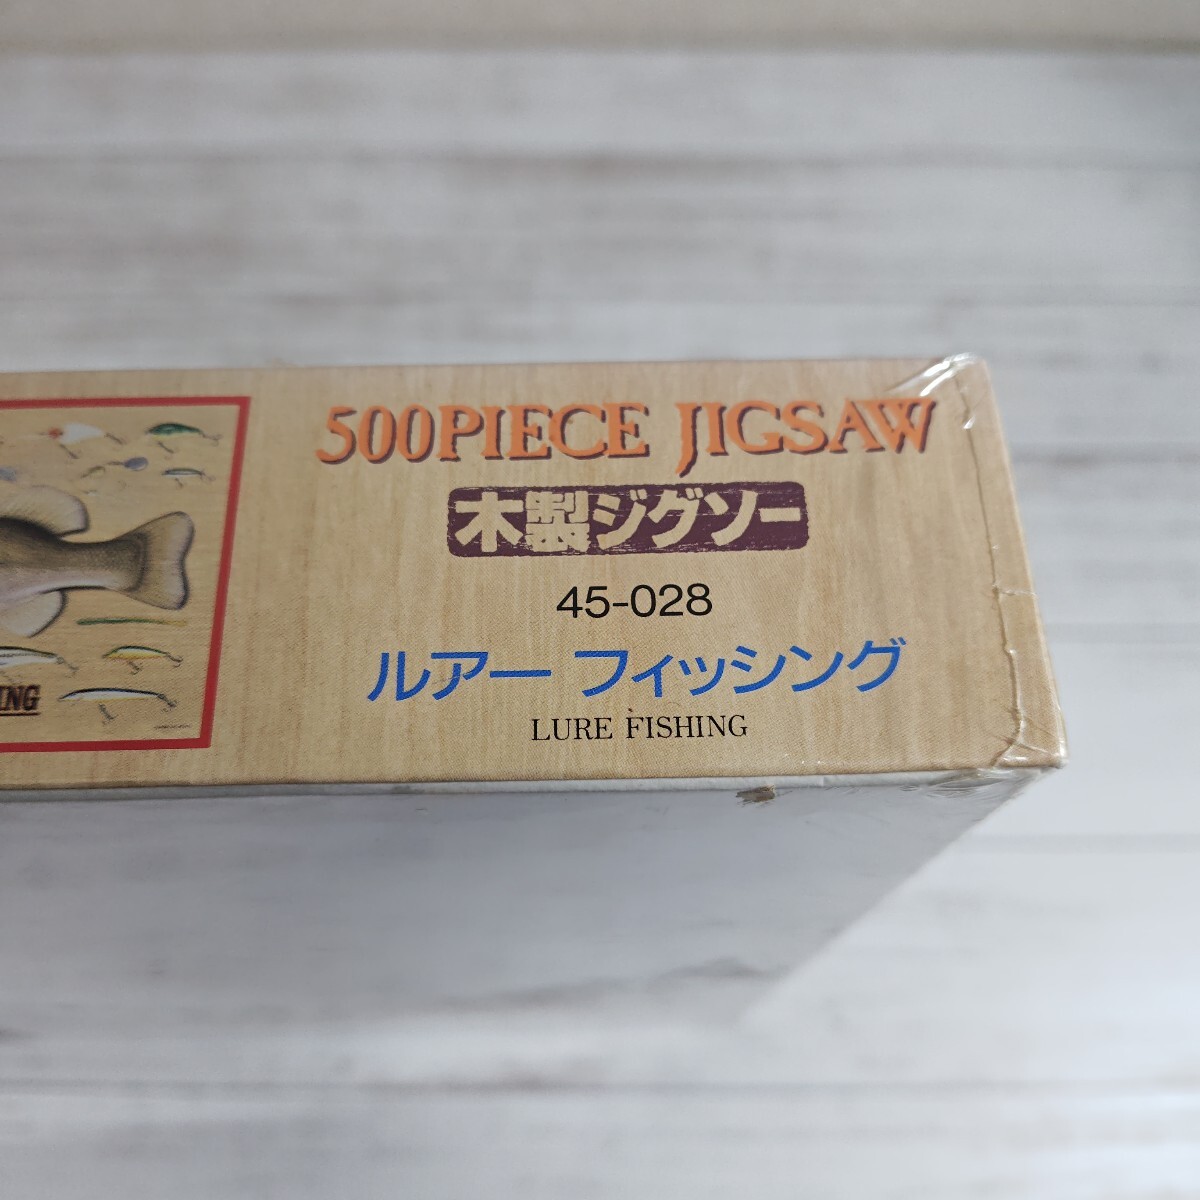 500PIECE JIGSAW
木製ジグソー
45-028
ルアー フィッシング
LURE FISHING
ING